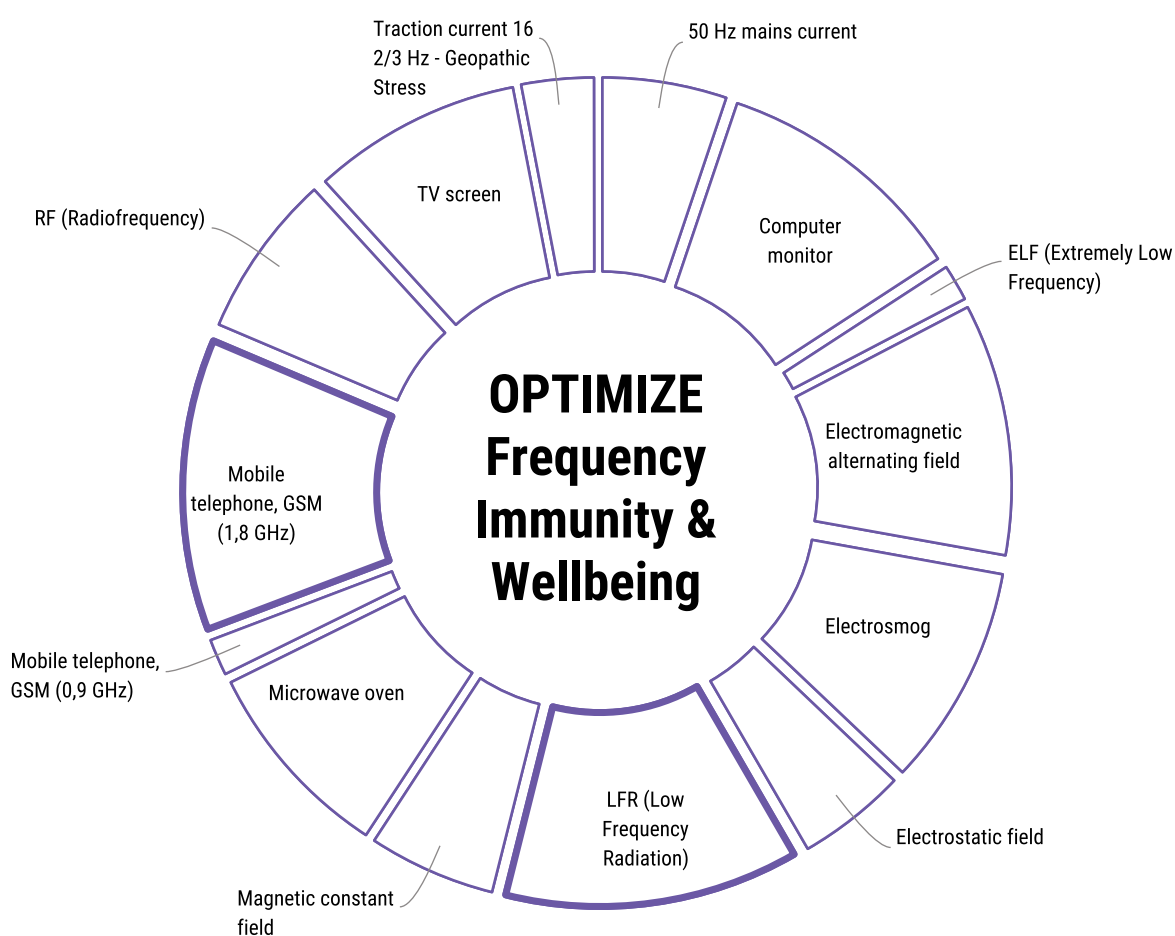 Traction current 16
2/3 Hz - Geopathic
Stress
50 Hz mains current
TV screen
Computer
monitor
RF (Radiofrequency)
ELF (Extremely Low
Frequency)
OPTIMIZE
Frequency
Immunity &
Wellbeing
Electromagnetic
alternating field
Mobile
telephone, GSM
(1,8 GHz)
Electrosmog
Mobile telephone,
GSM (0,9 GHz)
Microwave oven
LFR (Low
Frequency
Radiation)
Electrostatic field
Magnetic constant
field